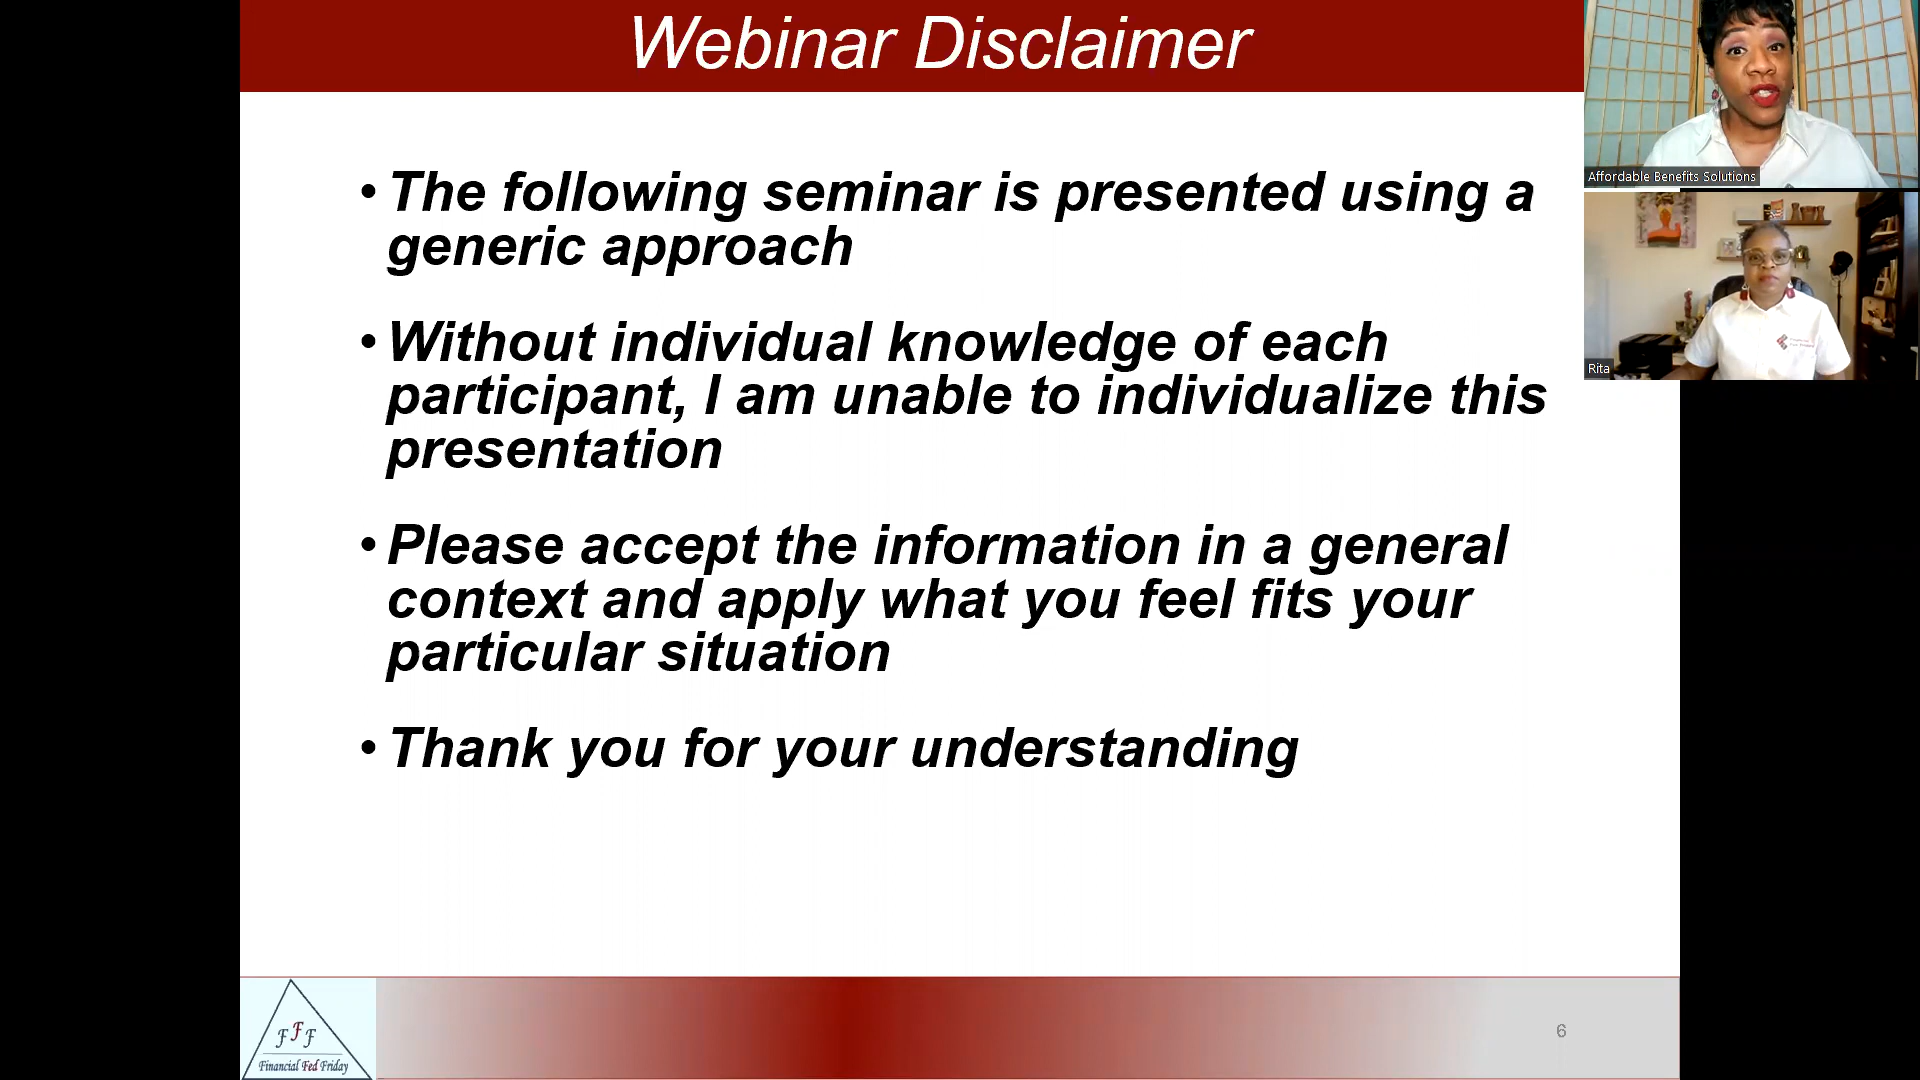 Webinar Disclaimer
• The following seminar is presented using a
generic approach
• Without individual knowledge of each
participant, I am unable to individualize this
presentation
• Please accept the information in a general
context and apply what you feel fits your
particular situation
• Thank you for your understanding
Affordable Benefits Solutions
Rita
F F F
Financial Fed Friday
6